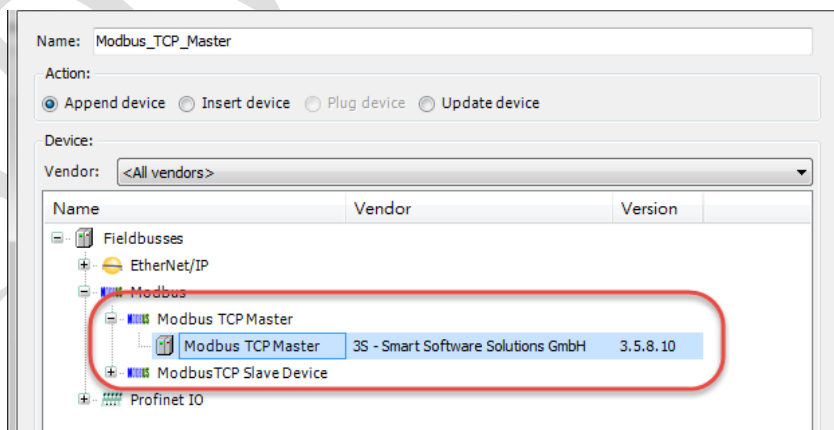 Name: Modbus_TCP_Master
Action:
Append device Insert device Plug device Update device
Device:
Vendor: <All vendors>
Name Vendor Version
Fieldbusses
EtherNet/IP
Modbus
Modbus TCP Master
Modbus TCP Master 3S - Smart Software Solutions GmbH 3.5.8.10
ModbusTCP Slave Device
Profinet IO